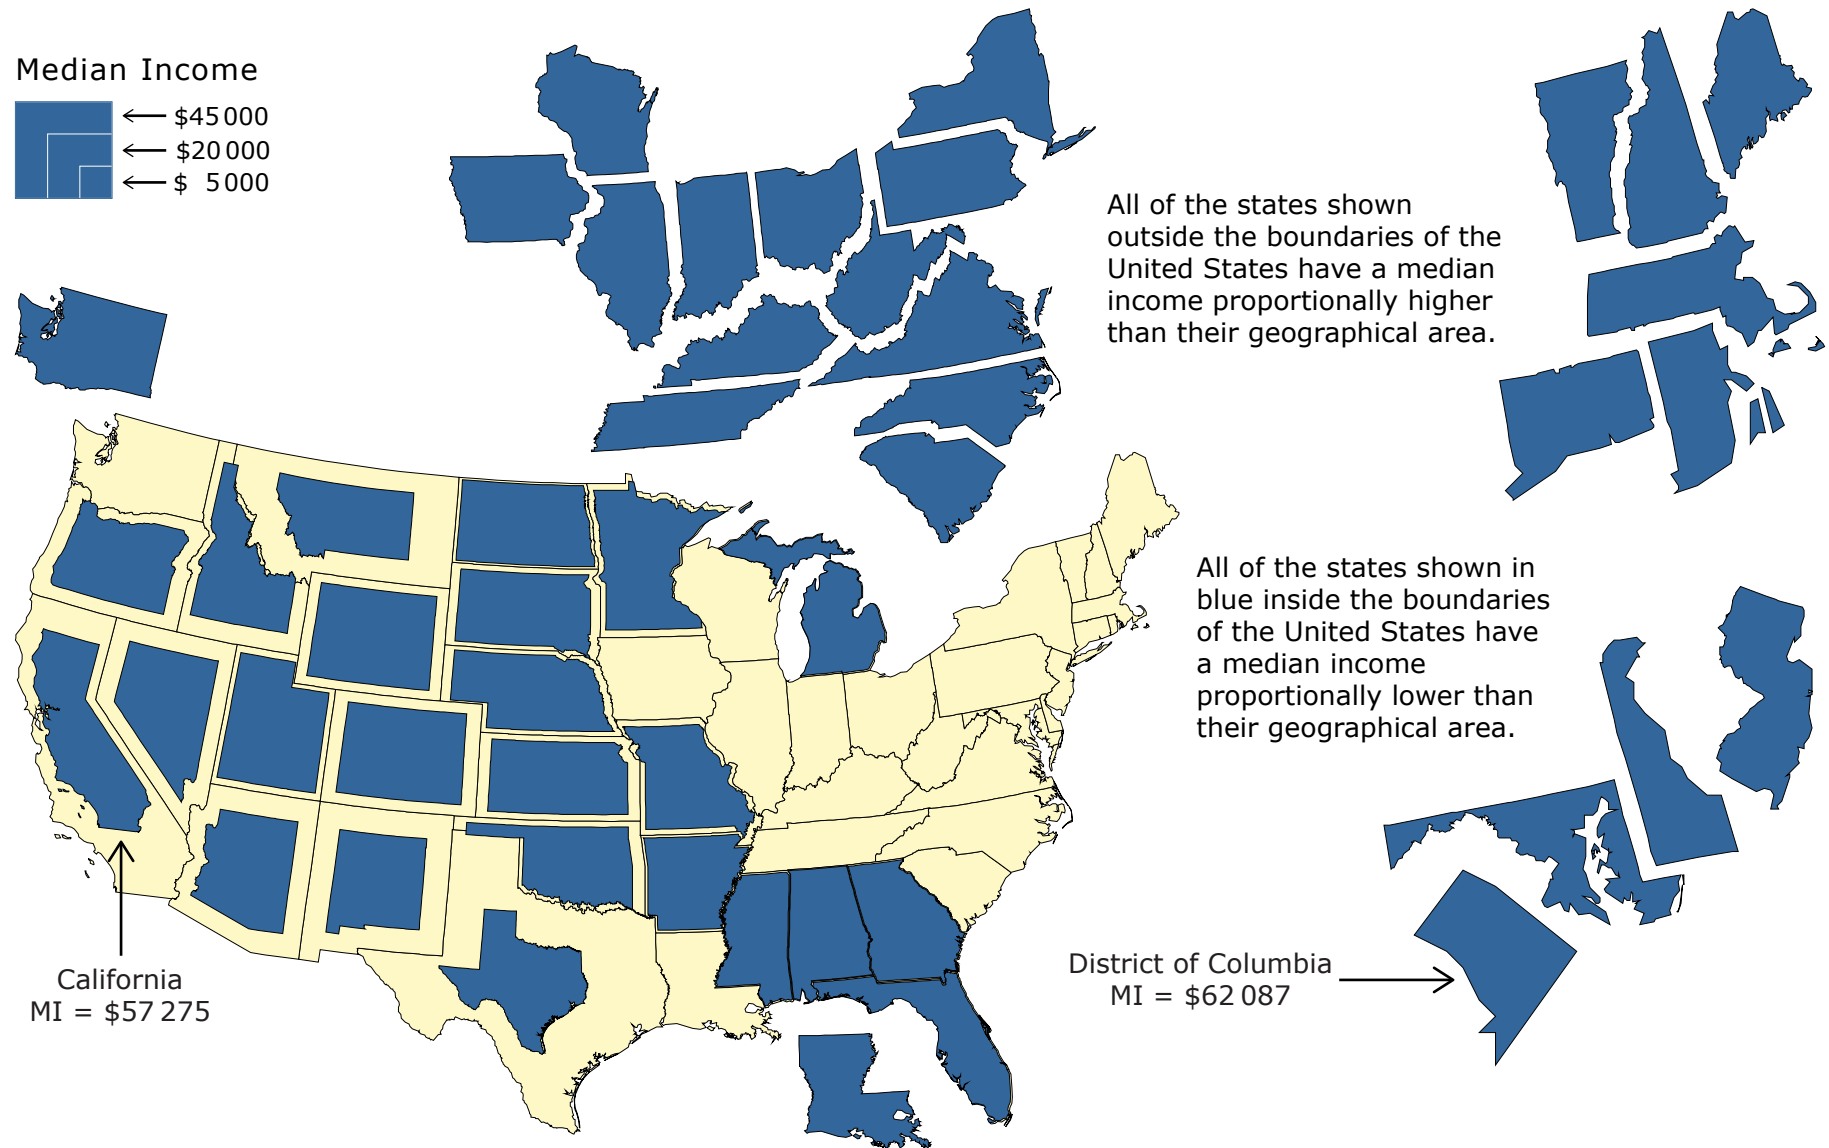 Median Income
$45 000
$20 000
$ 5 000
All of the states shown
outside the boundaries of the
United States have a median
income proportionally higher
than their geographical area.
All of the states shown in
blue inside the boundaries
of the United States have
a median income
proportionally lower than
their geographical area.
California
MI = $57 275
District of Columbia
MI = $62 087